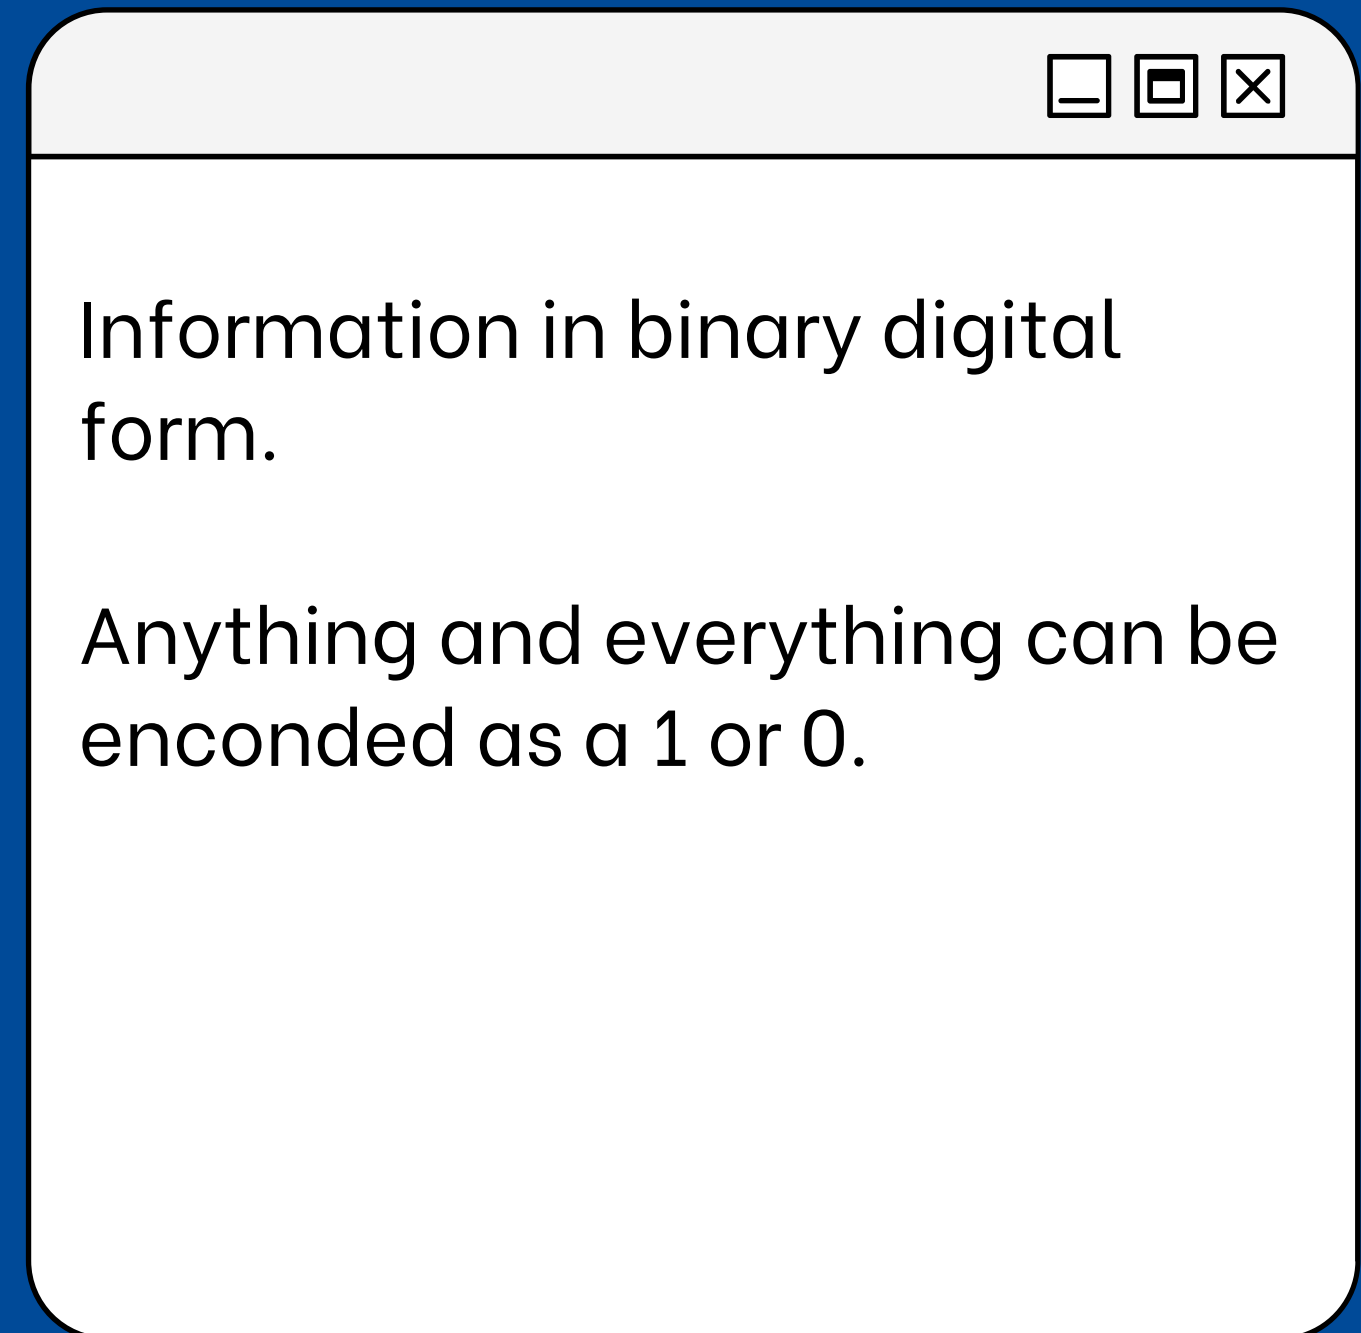 Information in binary digital
form.
Anything and everything can be
enconded as a 1 or 0.